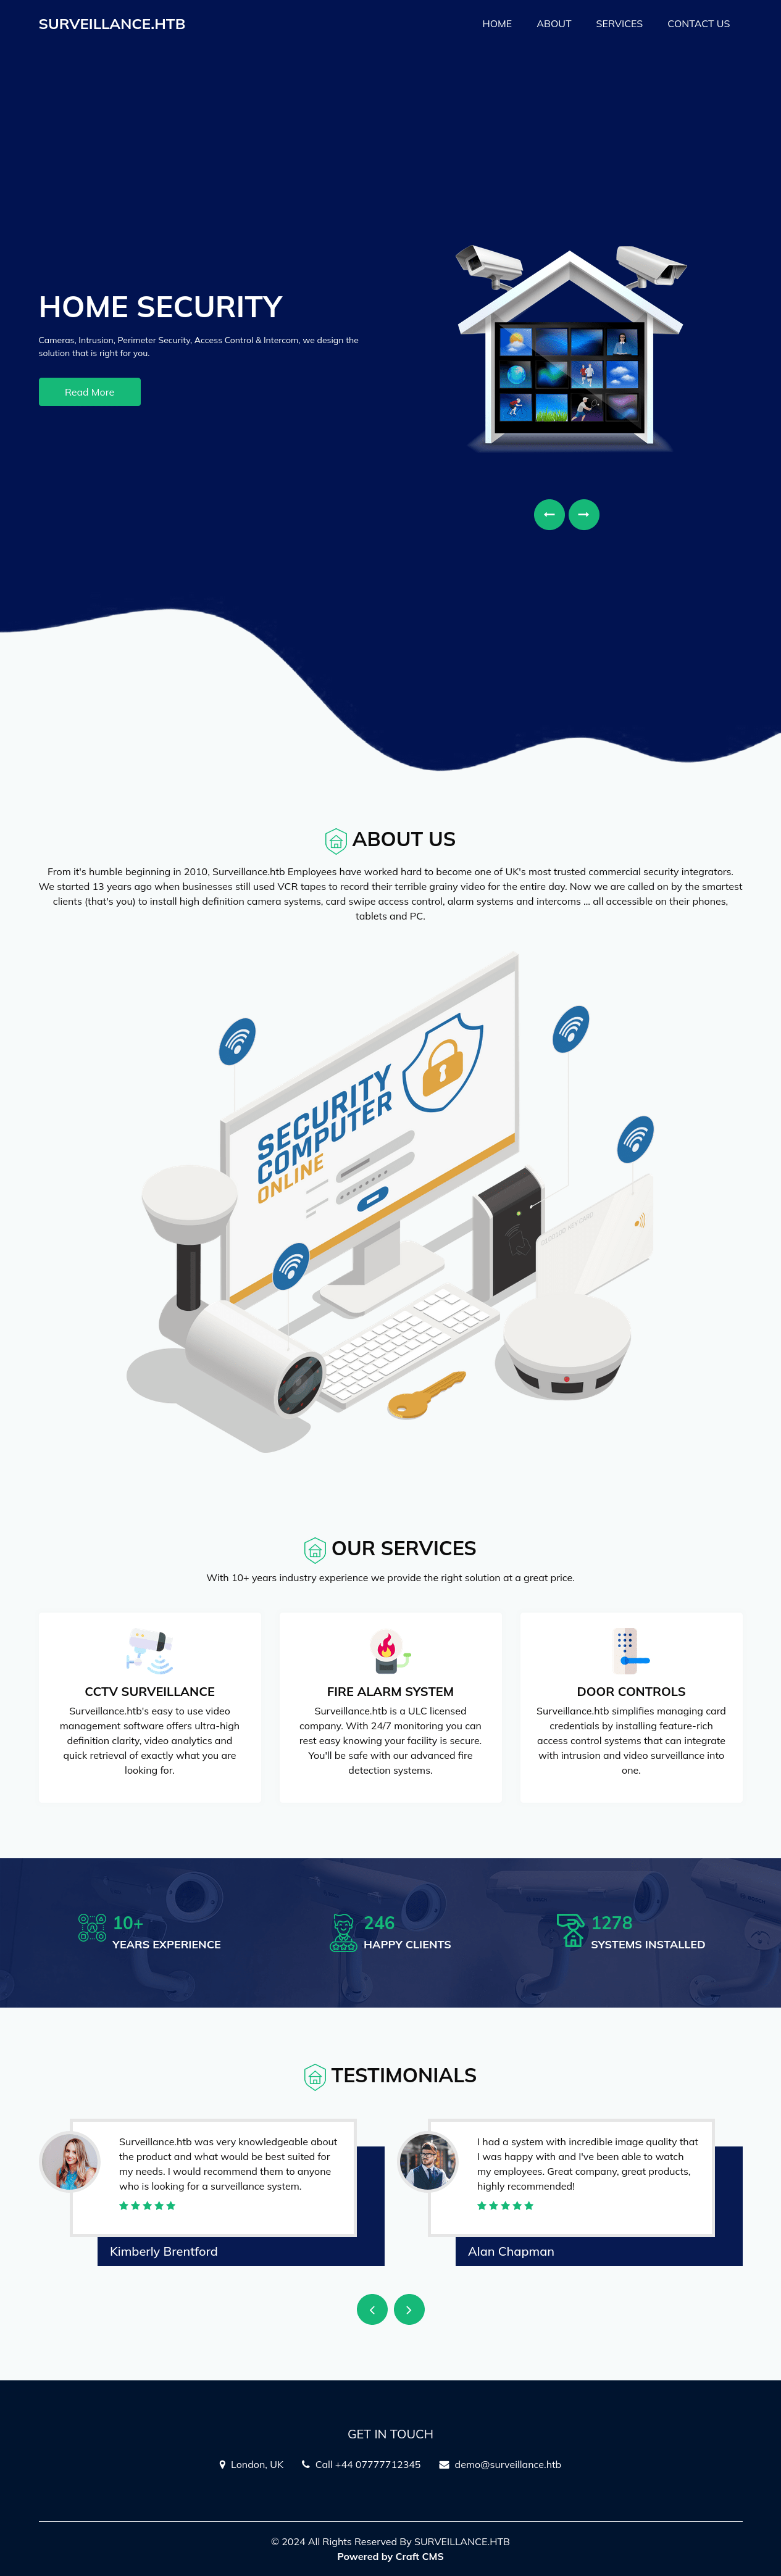 SURVEILLANCE.HTB
HOME ABOUT SERVICES CONTACT US
HOME SECURITY
Cameras, Intrusion, Perimeter Security, Access Control & Intercom, we design the
solution that is right for you.
Read More
ABOUT US
From it's humble beginning in 2010, Surveillance.htb Employees have worked hard to become one of UK's most trusted commercial security integrators.
We started 13 years ago when businesses still used VCR tapes to record their terrible grainy video for the entire day. Now we are called on by the smartest
clients (that's you) to install high definition camera systems, card swipe access control, alarm systems and intercoms ... all accessible on their phones,
tablets and PC.
SECURITY
COMPUTER
ONLINE
OUR SERVICES
With 10+ years industry experience we provide the right solution at a great price.
CCTV SURVEILLANCE
Surveillance.htb's easy to use video
management software offers ultra-high
definition clarity, video analytics and
quick retrieval of exactly what you are
looking for.
FIRE ALARM SYSTEM
Surveillance.htb is a ULC licensed
company. With 24/7 monitoring you can
rest easy knowing your facility is secure.
You'll be safe with our advanced fire
detection systems.
DOOR CONTROLS
Surveillance.htb simplifies managing card
credentials by installing feature-rich
access control systems that can integrate
with intrusion and video surveillance into
one.
10+
YEARS EXPERIENCE
246
HAPPY CLIENTS
1278
SYSTEMS INSTALLED
TESTIMONIALS
Surveillance.htb was very knowledgeable about
the product and what would be best suited for
my needs. I would recommend them to anyone
who is looking for a surveillance system.
Kimberly Brentford
I had a system with incredible image quality that
I was happy with and I've been able to watch
my employees. Great company, great products,
highly recommended!
Alan Chapman
GET IN TOUCH
London, UK Call +44 07777712345 demo@surveillance.htb
© 2024 All Rights Reserved By SURVEILLANCE.HTB
Powered by Craft CMS